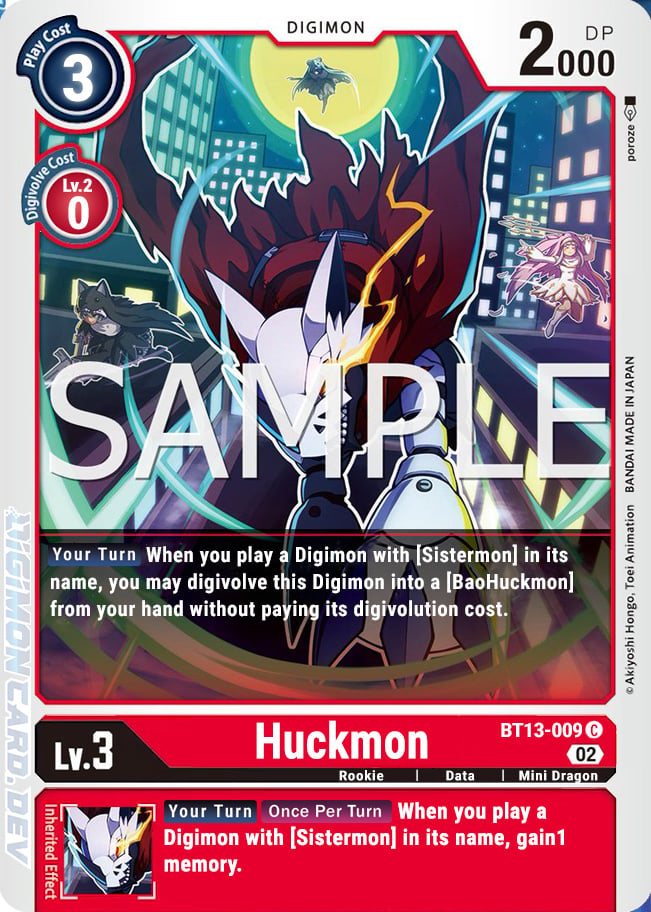 DIGIMON
Play Cost
3
DP
2000
Digivolve Cost
Lv.2
0
poroze
SAMPLE
Your Turn When you play a Digimon with [Sistermon] in its
name, you may digivolve this Digimon into a [BaoHuckmon]
from your hand without paying its digivolution cost.
© Akiyoshi Hongo, Toei Animation BANDAI MADE IN JAPAN
DIGIMON CARD.DEV
Lv.3
Huckmon
BT13-009 C
02
Rookie | Data | Mini Dragon
Inherited Effect
Your Turn Once Per Turn When you play a
Digimon with [Sistermon] in its name, gain1
memory.